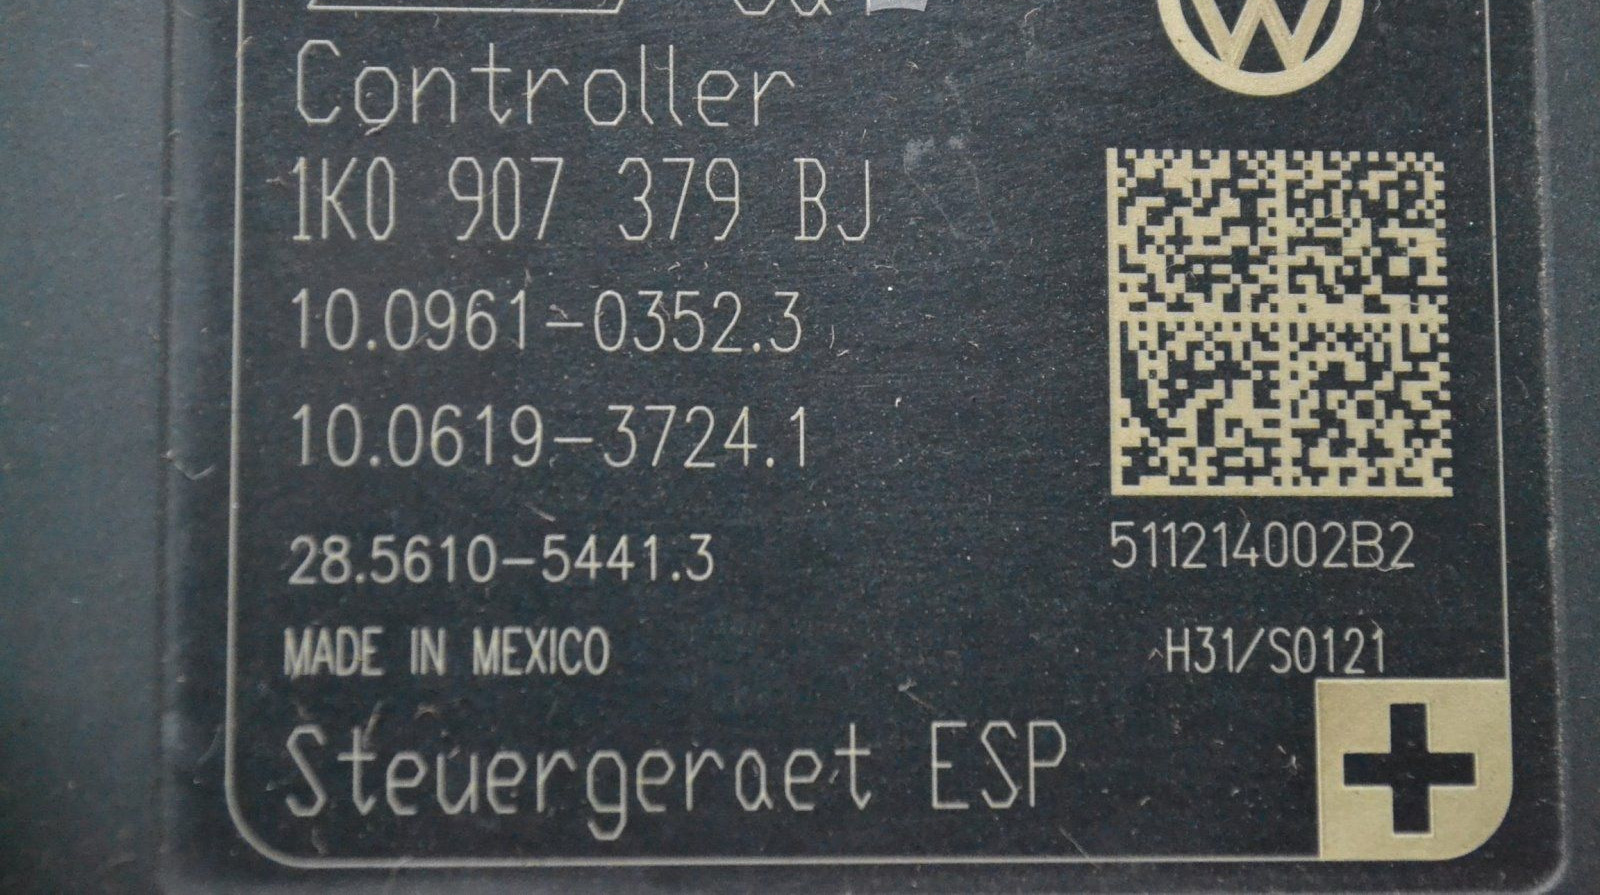 Controller
1K0 907 379 BJ
10.0961-0352.3
10.0619-3724.1
28.5610-5441.3
511214002B2
MADE IN MEXICO
H31/S0121
Steuergeraet ESP